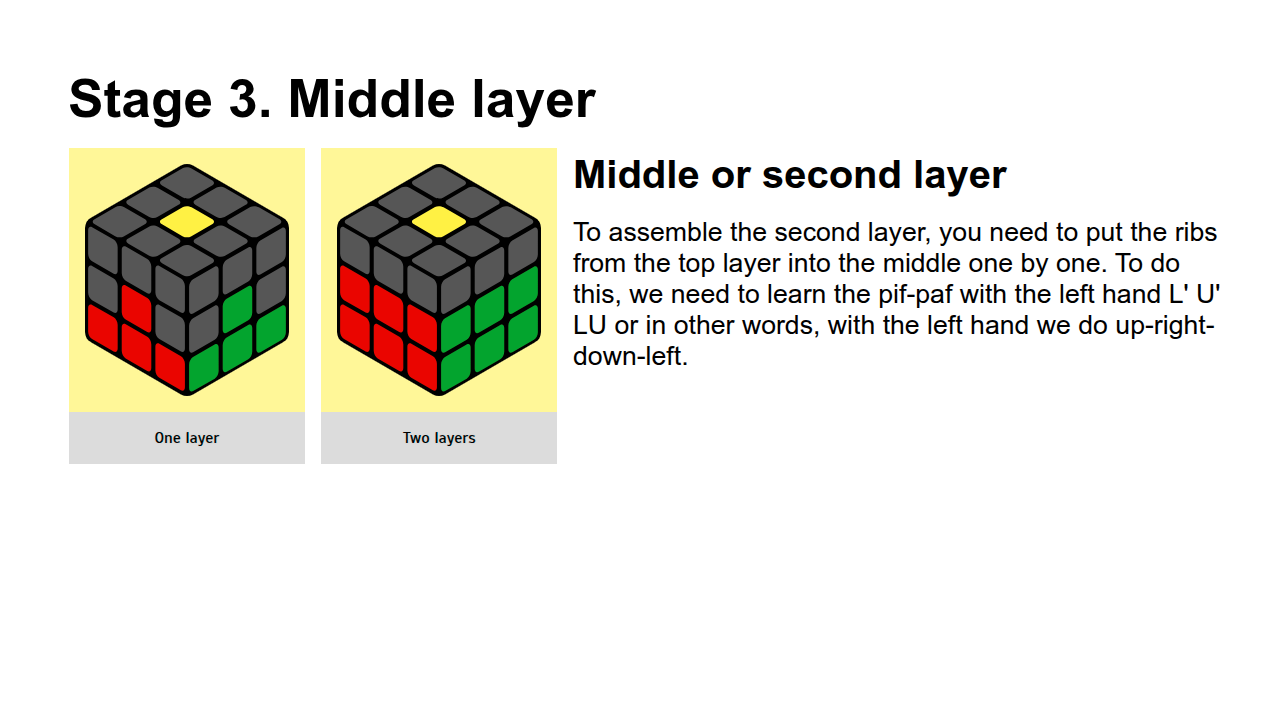 Stage 3. Middle layer
One layer
Two layers
Middle or second layer
To assemble the second layer, you need to put the ribs
from the top layer into the middle one by one. To do
this, we need to learn the pif-paf with the left hand L' U'
LU or in other words, with the left hand we do up-right-
down-left.